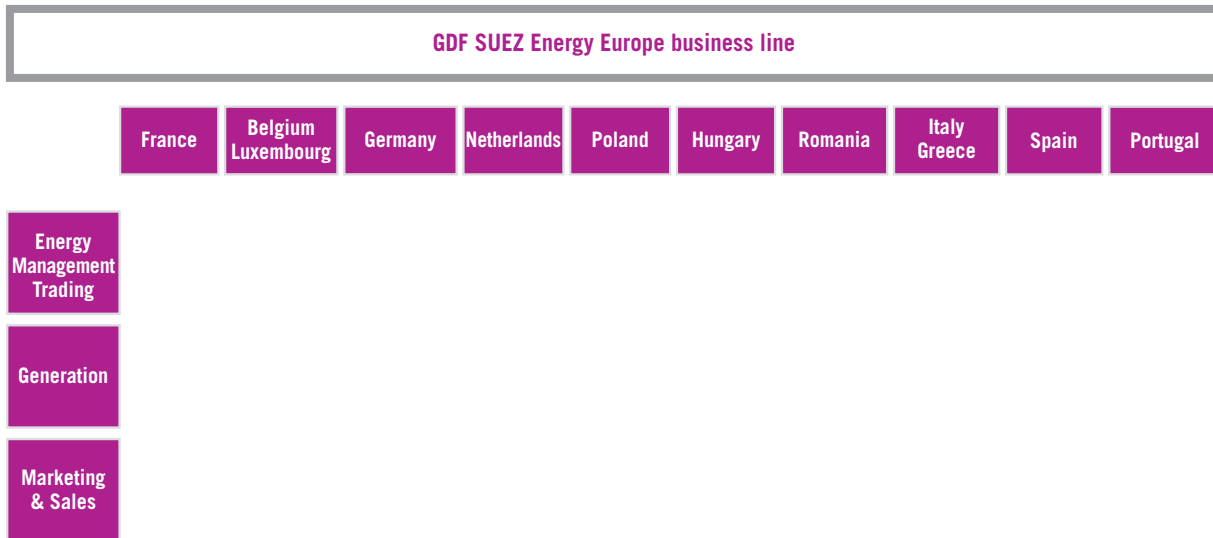 GDF SUEZ Energy Europe business line
France
Belgium
Luxembourg
Germany
Netherlands
Poland
Hungary
Romania
Italy
Greece
Spain
Portugal
Energy
Management
Trading
Generation
Marketing
& Sales